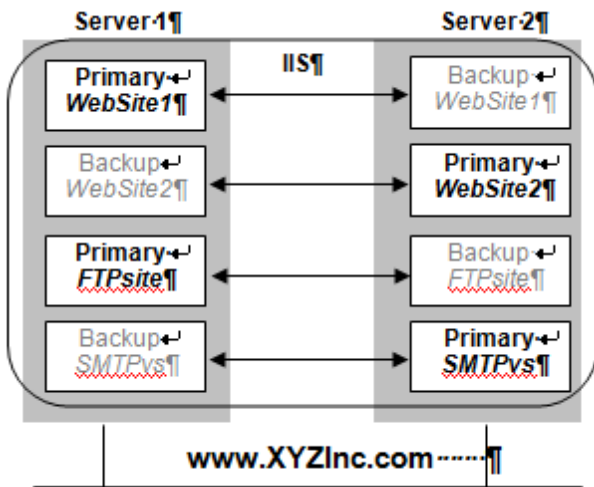 Server·1¶
Server·2¶
IIS¶
Primary↵
WebSite1¶
Backup↵
WebSite1¶
Backup↵
WebSite2¶
Primary↵
WebSite2¶
Primary↵
FTPsite¶
Backup↵
FTPsite¶
Backup↵
SMTPvs¶
Primary↵
SMTPvs¶
www.XYZInc.com·······¶